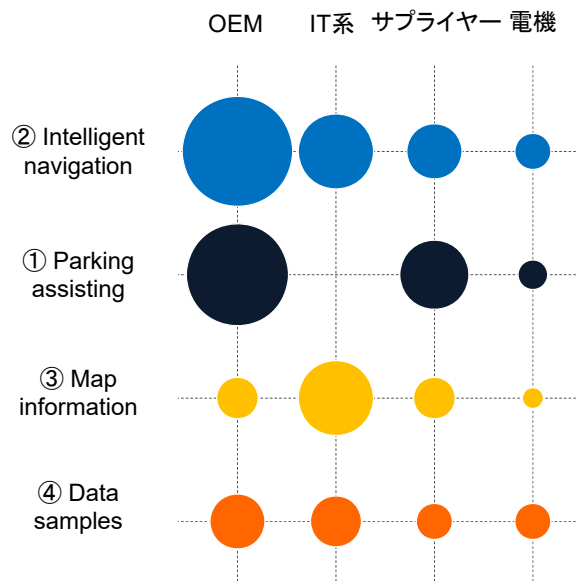 OEM IT系 サプライヤー 電機
② Intelligent
navigation
① Parking
assisting
③ Map
information
④ Data
samples